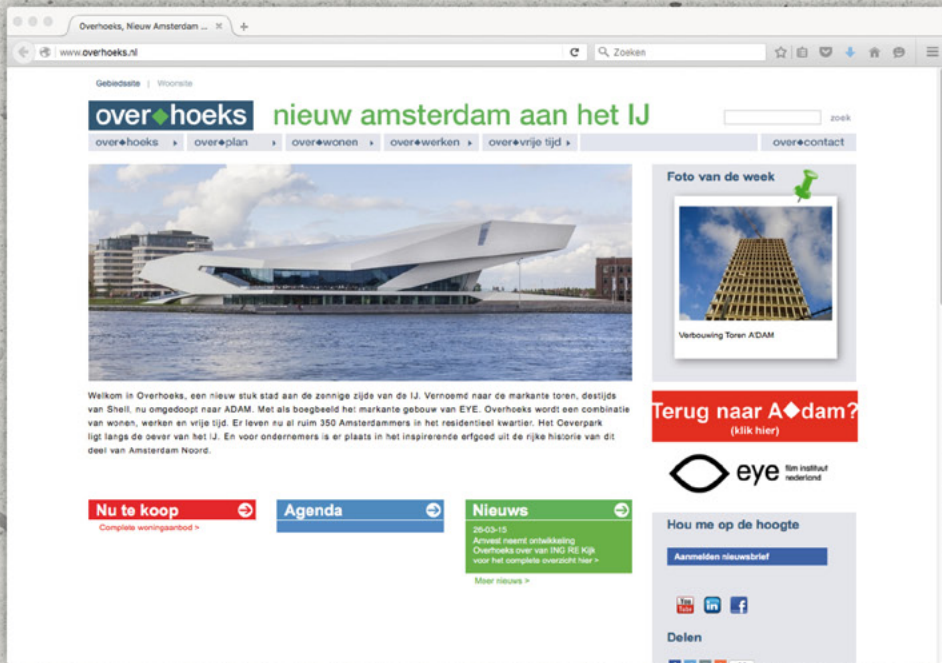 Overhoeks, Nieuw Amsterdam ...
www.overhoeks.nl
Zoeken
Gebiedssite | Woonsite
over hoeks
nieuw amsterdam aan het IJ
zoek
over hoeks
over plan
over wonen
over werken
over vrije tijd
over contact
Foto van de week
Verbouwing Toren A'DAM
Welkom in Overhoeks, een nieuw stuk stad aan de zonnige zijde van de IJ. Vernoemd naar de markante toren, destijds
van Shell, nu omgedoopt naar ADAM. Met als boegbeeld het markante gebouw van EYE. Overhoeks wordt een combinatie
van wonen, werken en vrije tijd. Er leven nu al ruim 350 Amsterdammers in het residentieel kwartier. Het Oeverpark
ligt langs de oever van het IJ. En voor ondernemers is er plaats in het inspirerende erfgoed uit de rijke historie van dit
deel van Amsterdam Noord.
Terug naar A◆dam?
(klik hier)
eye film instituut
nederland
Nu te koop
Complete woningaanbod >
Agenda
Nieuws
26-03-15
Amvest neemt ontwikkeling
Overhoeks over van ING RE Kijk
voor het complete overzicht hier >
Meer nieuws >
Hou me op de hoogte
Aanmelden nieuwsbrief
You Tube
in
f
Delen